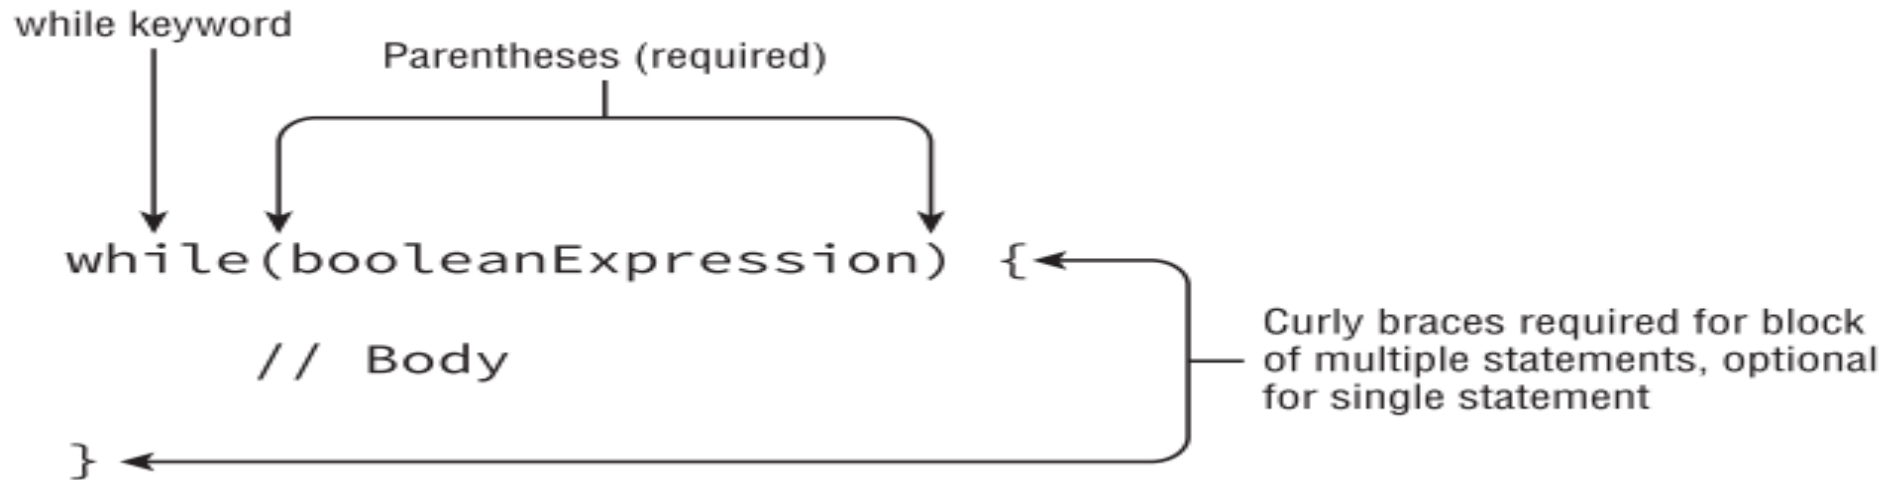 while keyword
Parentheses (required)
while(booleanExpression) {
// Body
}
Curly braces required for block
of multiple statements, optional
for single statement